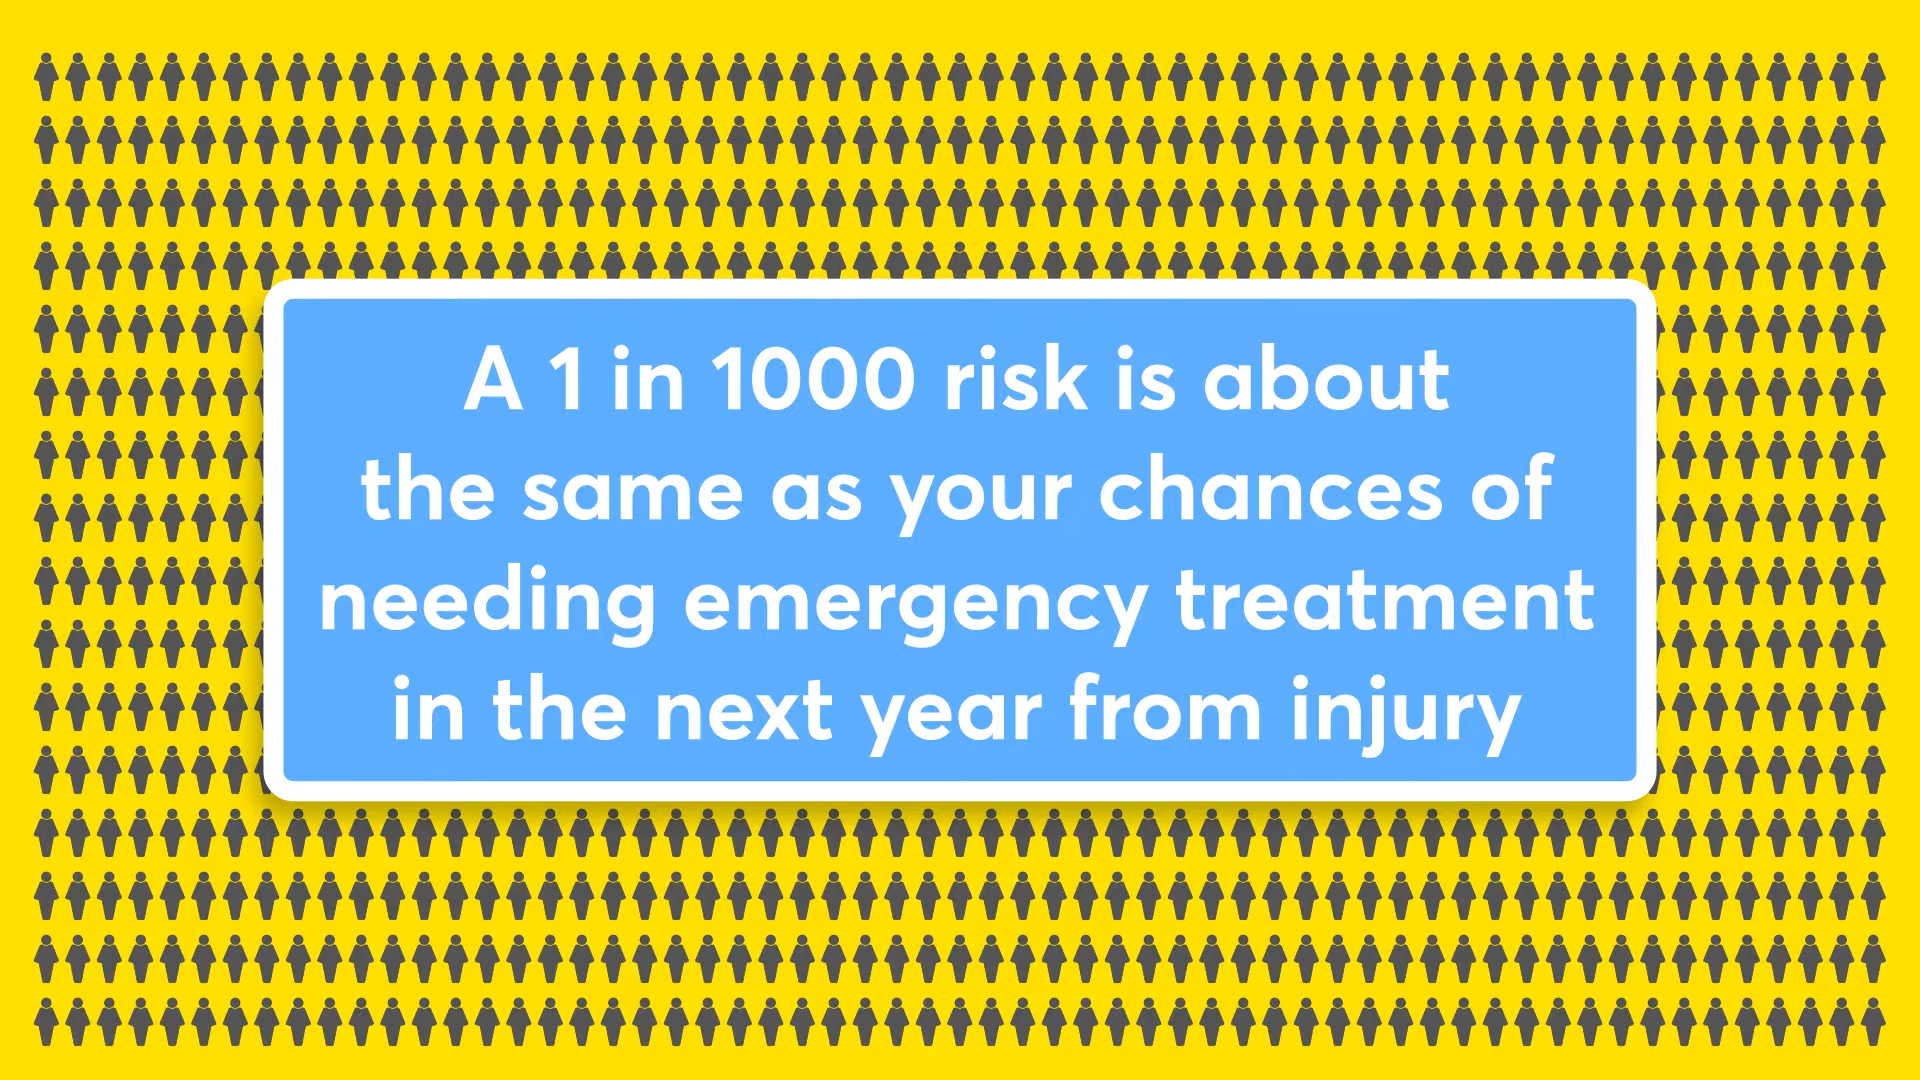 A 1 in 1000 risk is about
the same as your chances of
needing emergency treatment
in the next year from injury